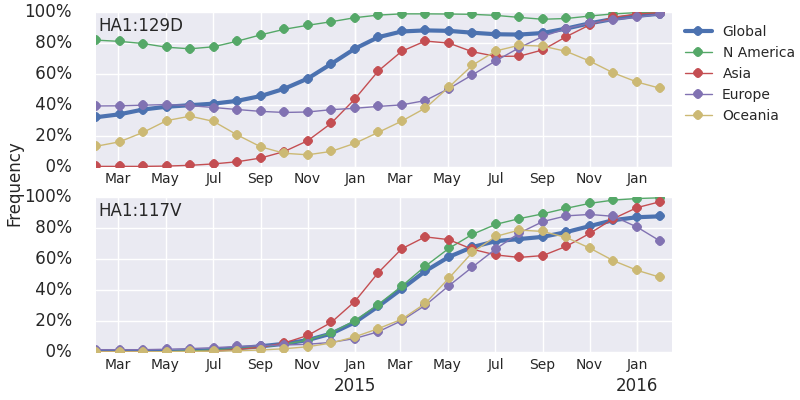 HA1:129D
100%
80%
60%
40%
20%
0%
Mar May Jul Sep Nov Jan Mar May Jul Sep Nov Jan
Global
N America
Asia
Europe
Oceania
Frequency
HA1:117V
100%
80%
60%
40%
20%
0%
Mar May Jul Sep Nov Jan Mar May Jul Sep Nov Jan
2015 2016